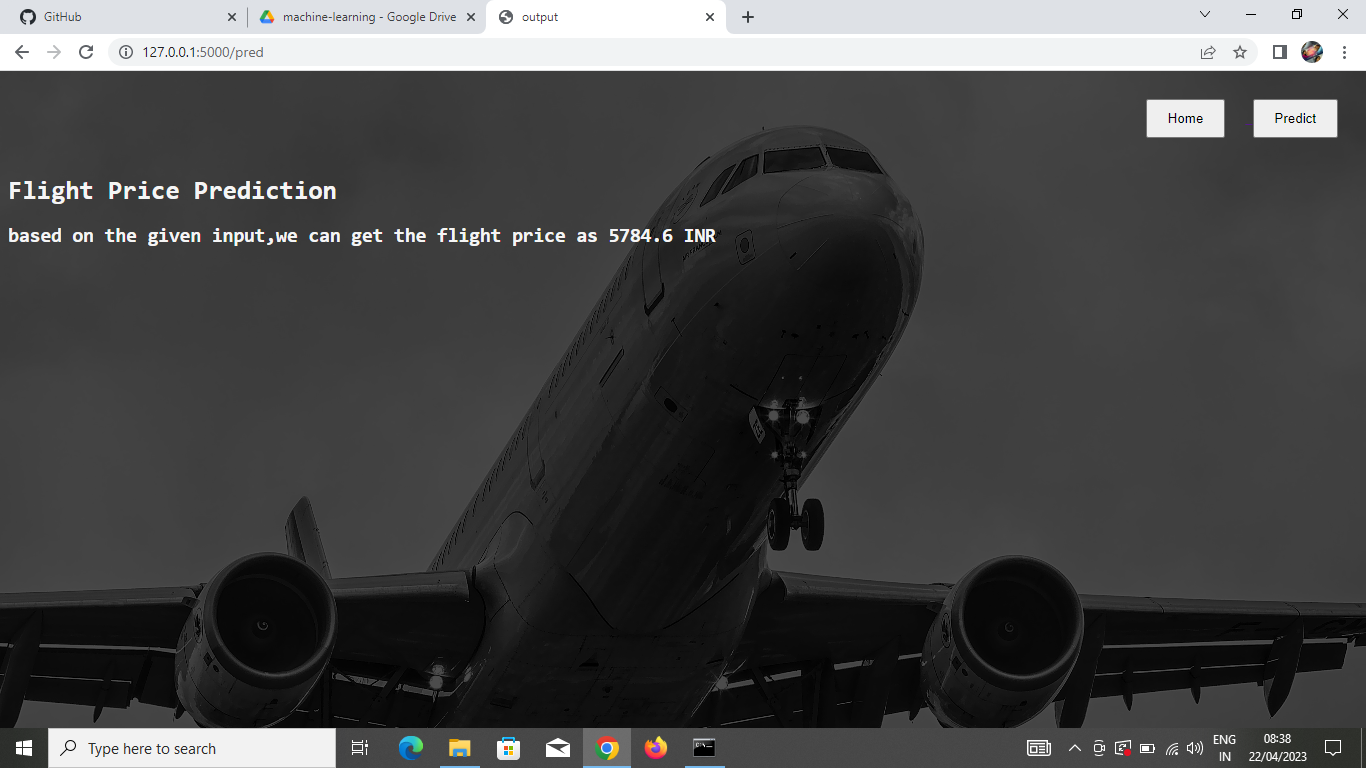 GitHub
machine-learning - Google Drive
output
127.0.0.1:5000/pred
Home
Predict
Flight Price Prediction
based on the given input,we can get the flight price as 5784.6 INR
Type here to search
ENG
IN
08:38
22/04/2023